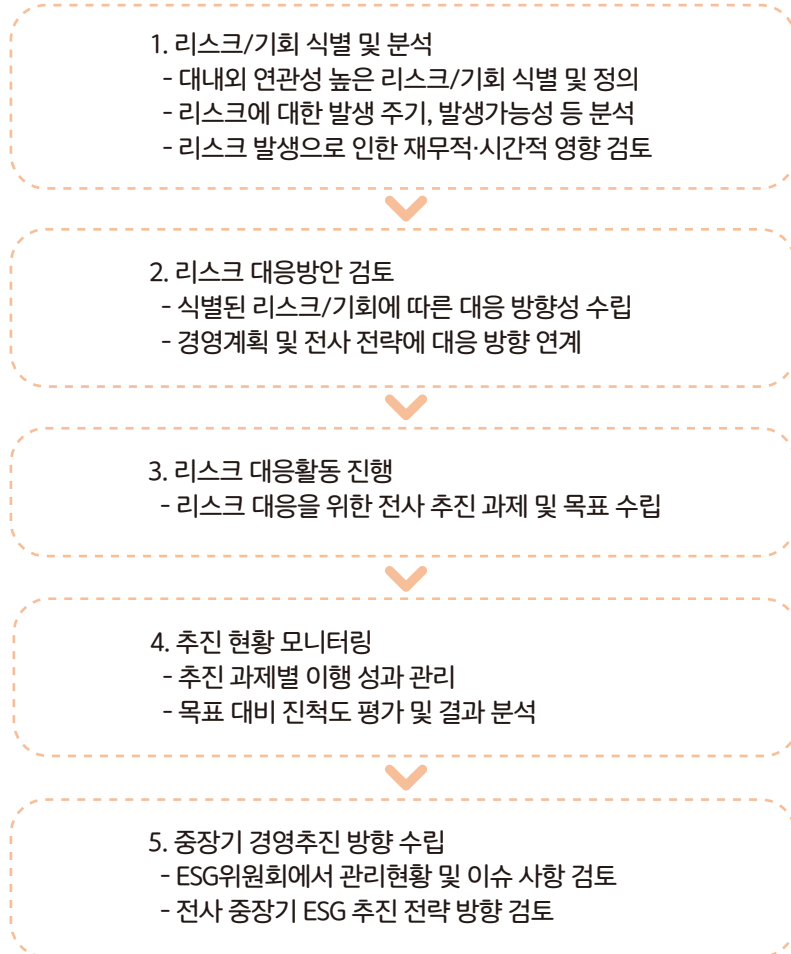 1. 리스크/기회 식별 및 분석
- 대내외 연관성 높은 리스크/기회 식별 및 정의
- 리스크에 대한 발생 주기, 발생가능성 등 분석
- 리스크 발생으로 인한 재무적·시간적 영향 검토
2. 리스크 대응방안 검토
- 식별된 리스크/기회에 따른 대응 방향성 수립
- 경영계획 및 전사 전략에 대응 방향 연계
3. 리스크 대응활동 진행
- 리스크 대응을 위한 전사 추진 과제 및 목표 수립
4. 추진 현황 모니터링
- 추진 과제별 이행 성과 관리
- 목표 대비 진척도 평가 및 결과 분석
5. 중장기 경영추진 방향 수립
- ESG위원회에서 관리현황 및 이슈 사항 검토
- 전사 중장기 ESG 추진 전략 방향 검토